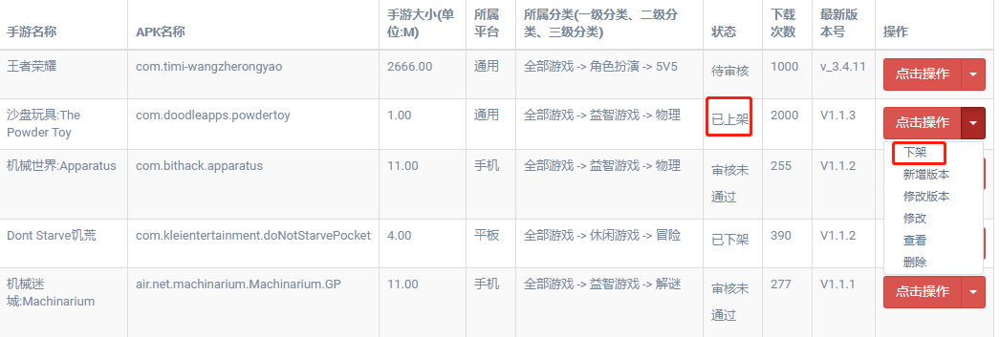 手游名称 APK名称 手游大小(单位:M) 所属平台 所属分类(一级分类、二级分类、三级分类) 状态 下载次数 最新版本号 操作
王者荣耀 com.timi-wangzherongyao 2666.00 通用 全部游戏 -> 角色扮演 -> 5V5 待审核 1000 v_3.4.11 点击操作
沙盘玩具:The Powder Toy com.doodleapps.powdertoy 1.00 通用 全部游戏 -> 益智游戏 -> 物理 已上架 2000 V1.1.3 点击操作
下架
新增版本
修改版本
修改
查看
删除
机械世界:Apparatus com.bithack.apparatus 11.00 手机 全部游戏 -> 益智游戏 -> 物理 审核未通过 255 V1.1.2
Dont Starve饥荒 com.kleientertainment.doNotStarvePocket 4.00 平板 全部游戏 -> 休闲游戏 -> 冒险 已下架 390 V1.1.2
机械迷城:Machinarium air.net.machinarium.Machinarium.GP 11.00 手机 全部游戏 -> 益智游戏 -> 解谜 审核未通过 277 V1.1.1 点击操作